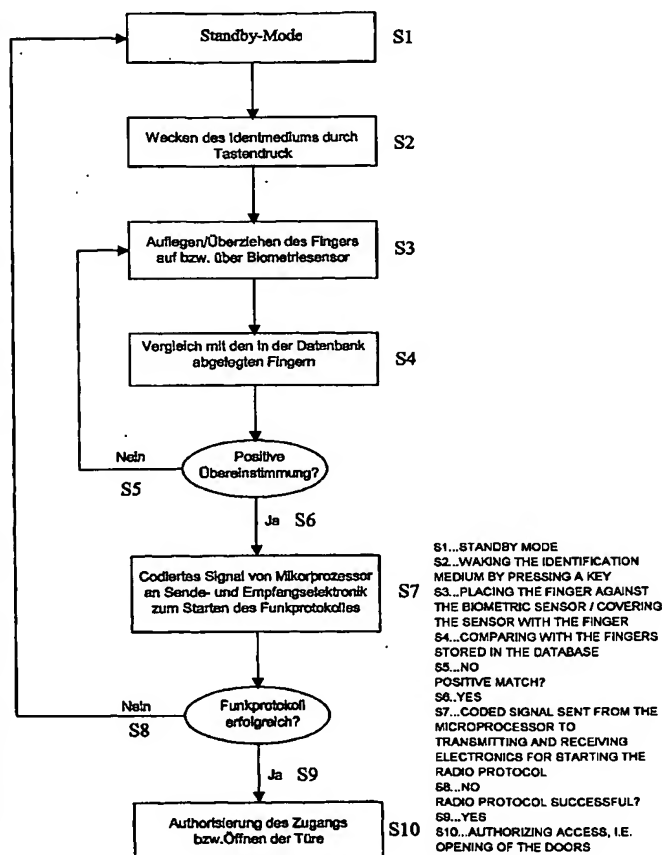 Standby-Mode S1
Wecken des Identmediums durch
Tastendruck
S2
Auflegen/Überziehen des Fingers
auf bzw. über Biometriesensor
S3
Vergleich mit den in der Datenbank
abgelegten Fingern
S4
Nein
S5
Positive
Übereinstimmung?
Ja S6
Codiertes Signal von Mikorprozessor
an Sende- und Empfangselektronik
zum Starten des Funkprotokolles
S7
Nein
S8
Funkprotokoll
erfolgreich?
Ja S9
Authorisierung des Zugangs
bzw.Öffnen der Türe
S10
S1...STANDBY MODE
S2...WAKING THE IDENTIFICATION
MEDIUM BY PRESSING A KEY
S3...PLACING THE FINGER AGAINST
THE BIOMETRIC SENSOR / COVERING
THE SENSOR WITH THE FINGER
S4...COMPARING WITH THE FINGERS
STORED IN THE DATABASE
S5...NO
POSITIVE MATCH?
S6..YES
S7...CODED SIGNAL SENT FROM THE
MICROPROCESSOR TO
TRANSMITTING AND RECEIVING
ELECTRONICS FOR STARTING THE
RADIO PROTOCOL
S8...NO
RADIO PROTOCOL SUCCESSFUL?
S9...YES
S10...AUTHORIZING ACCESS, I.E.
OPENING OF THE DOORS